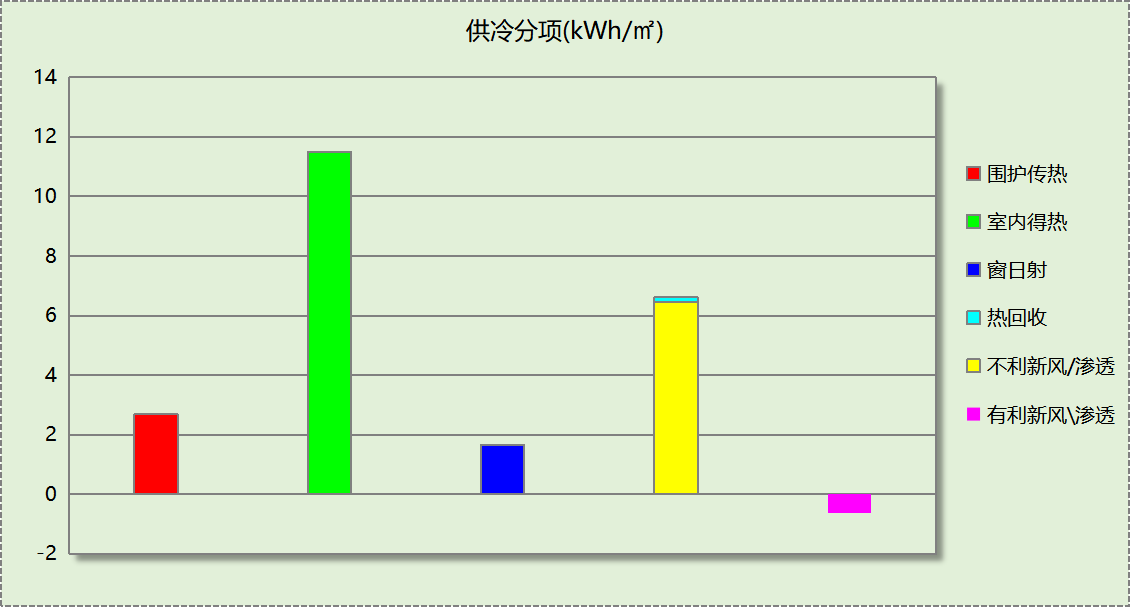 供冷分项(kWh/㎡)
14
12
10
8
6
4
2
0
-2
围护传热
室内得热
窗日射
热回收
不利新风/渗透
有利新风\渗透